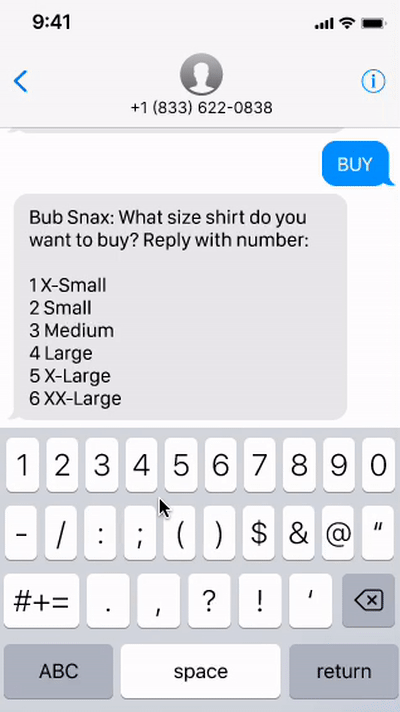 9:41
+1 (833) 622-0838
BUY
Bub Snax: What size shirt do you
want to buy? Reply with number:
1 X-Small
2 Small
3 Medium
4 Large
5 X-Large
6 XX-Large
1 2 3 4 5 6 7 8 9 0
- / : ; ( ) $ & @ “
#+= . , ? ! ‘
ABC space return